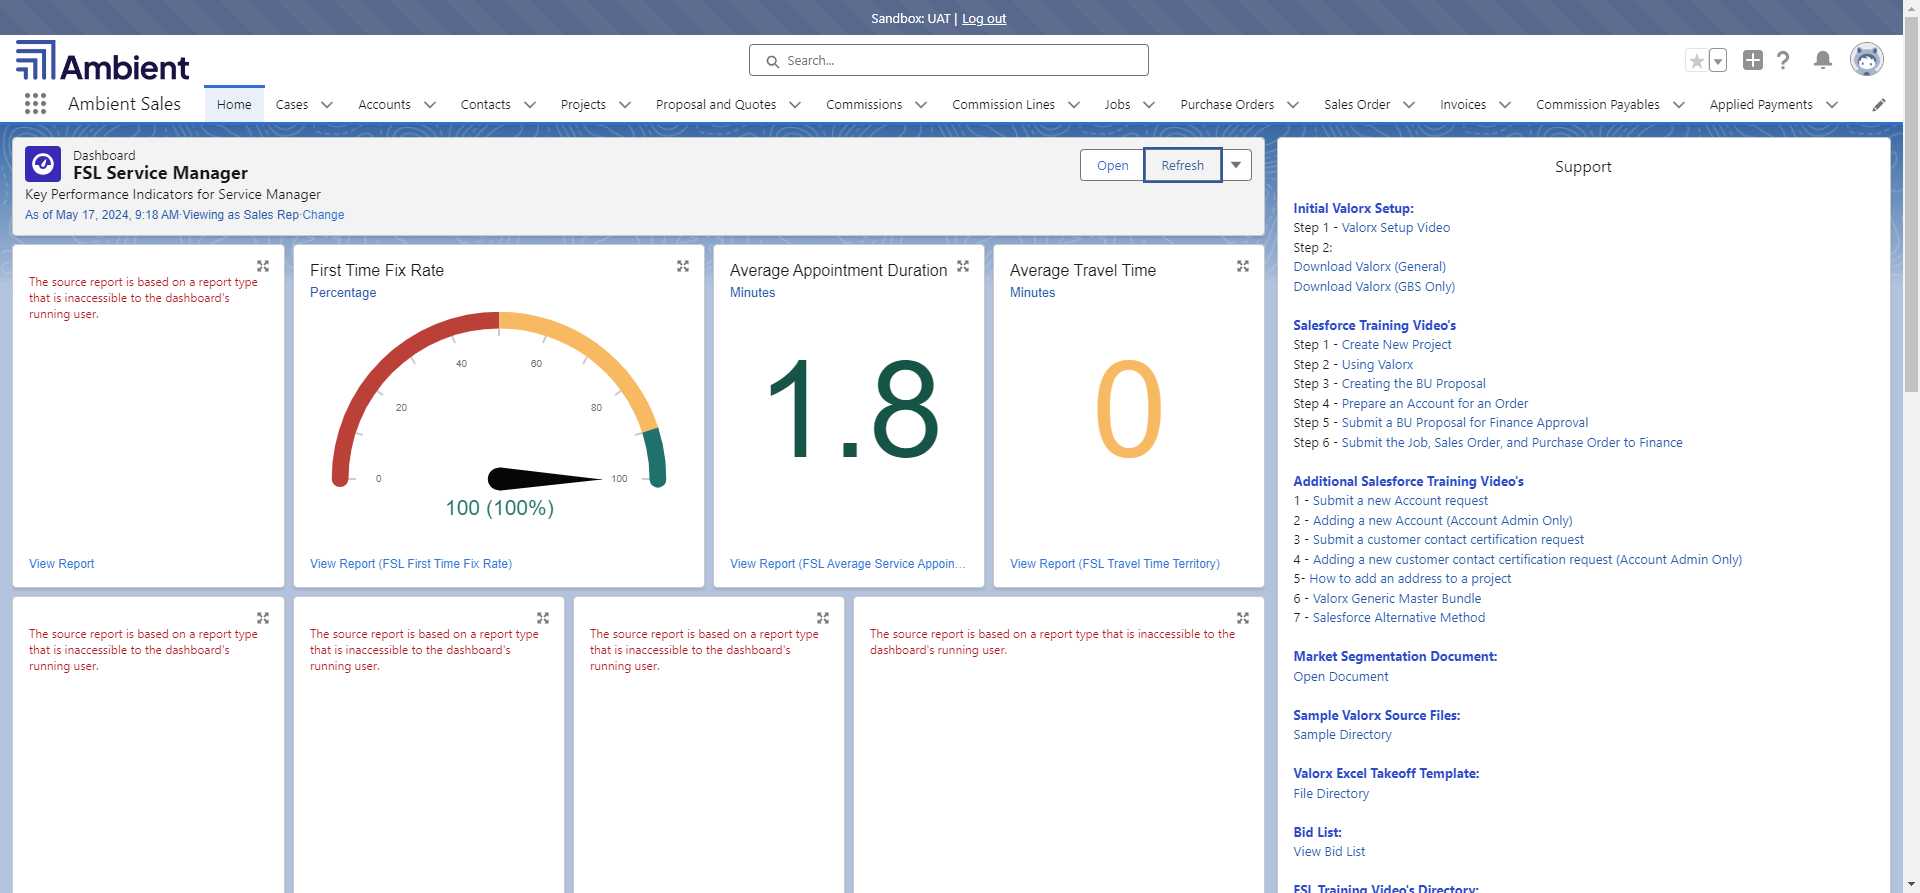 Sandbox: UAT | Log out
Ambient
Search...
Ambient Sales
Home
Cases
Accounts
Contacts
Projects
Proposal and Quotes
Commissions
Commission Lines
Jobs
Purchase Orders
Sales Order
Invoices
Commission Payables
Applied Payments
Dashboard
FSL Service Manager
Key Performance Indicators for Service Manager
As of May 17, 2024, 9:18 AM·Viewing as Sales Rep·Change
Open
Refresh
The source report is based on a report type
that is inaccessible to the dashboard's
running user.
View Report
First Time Fix Rate
Percentage
0
20
40
60
80
100
100 (100%)
View Report (FSL First Time Fix Rate)
Average Appointment Duration
Minutes
1.8
View Report (FSL Average Service Appoin...
Average Travel Time
Minutes
0
View Report (FSL Travel Time Territory)
The source report is based on a report type
that is inaccessible to the dashboard's
running user.
The source report is based on a report type
that is inaccessible to the dashboard's
running user.
The source report is based on a report type
that is inaccessible to the dashboard's
running user.
The source report is based on a report type that is inaccessible to the
dashboard's running user.
Support
Initial Valorx Setup:
Step 1 - Valorx Setup Video
Step 2:
Download Valorx (General)
Download Valorx (GBS Only)
Salesforce Training Video's
Step 1 - Create New Project
Step 2 - Using Valorx
Step 3 - Creating the BU Proposal
Step 4 - Prepare an Account for an Order
Step 5 - Submit a BU Proposal for Finance Approval
Step 6 - Submit the Job, Sales Order, and Purchase Order to Finance
Additional Salesforce Training Video's
1 - Submit a new Account request
2 - Adding a new Account (Account Admin Only)
3 - Submit a customer contact certification request
4 - Adding a new customer contact certification request (Account Admin Only)
5- How to add an address to a project
6 - Valorx Generic Master Bundle
7 - Salesforce Alternative Method
Market Segmentation Document:
Open Document
Sample Valorx Source Files:
Sample Directory
Valorx Excel Takeoff Template:
File Directory
Bid List:
View Bid List
FSL Training Video's Directory: